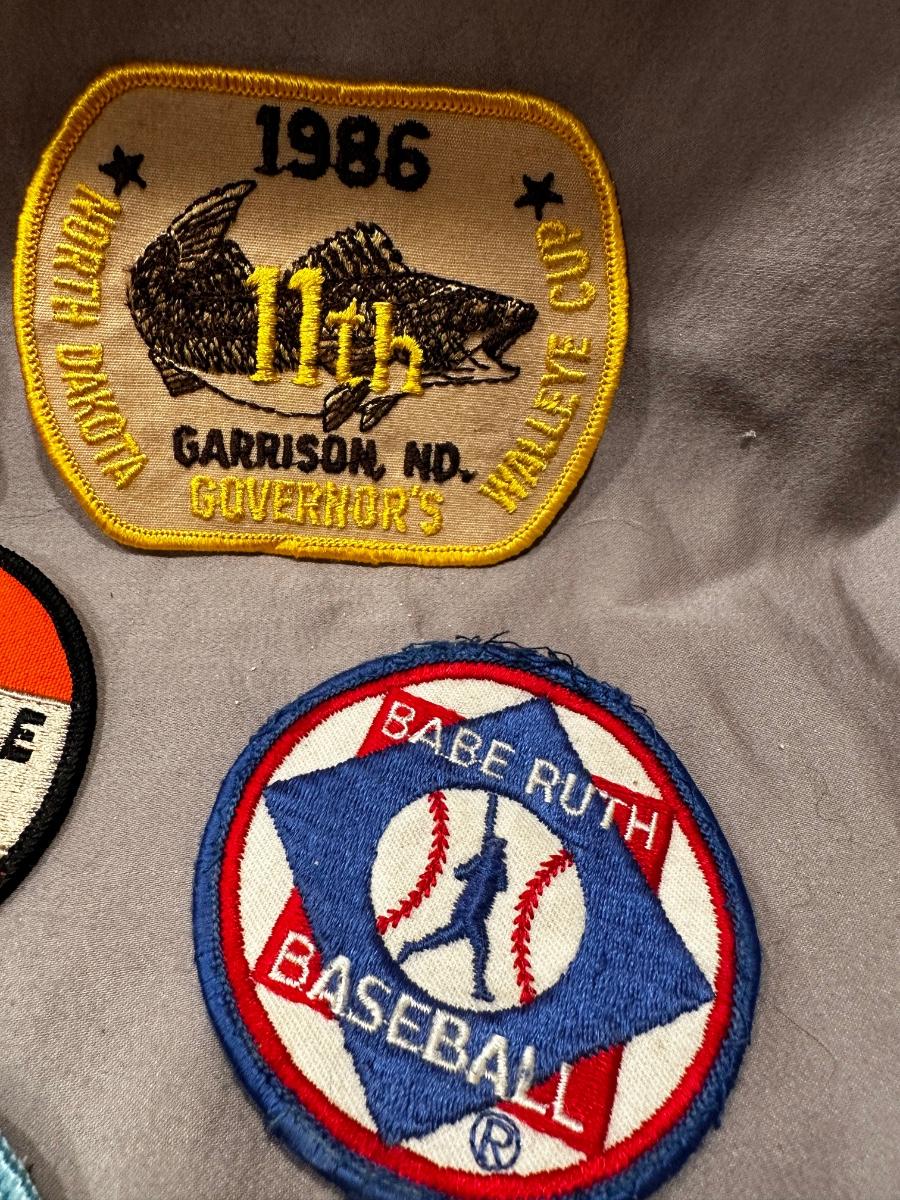 1986
NORTH DAKOTA
11th
WALLEYE CUP
GARRISON, ND.
GOVERNOR'S
E
BABE RUTH
BASEBALL
®